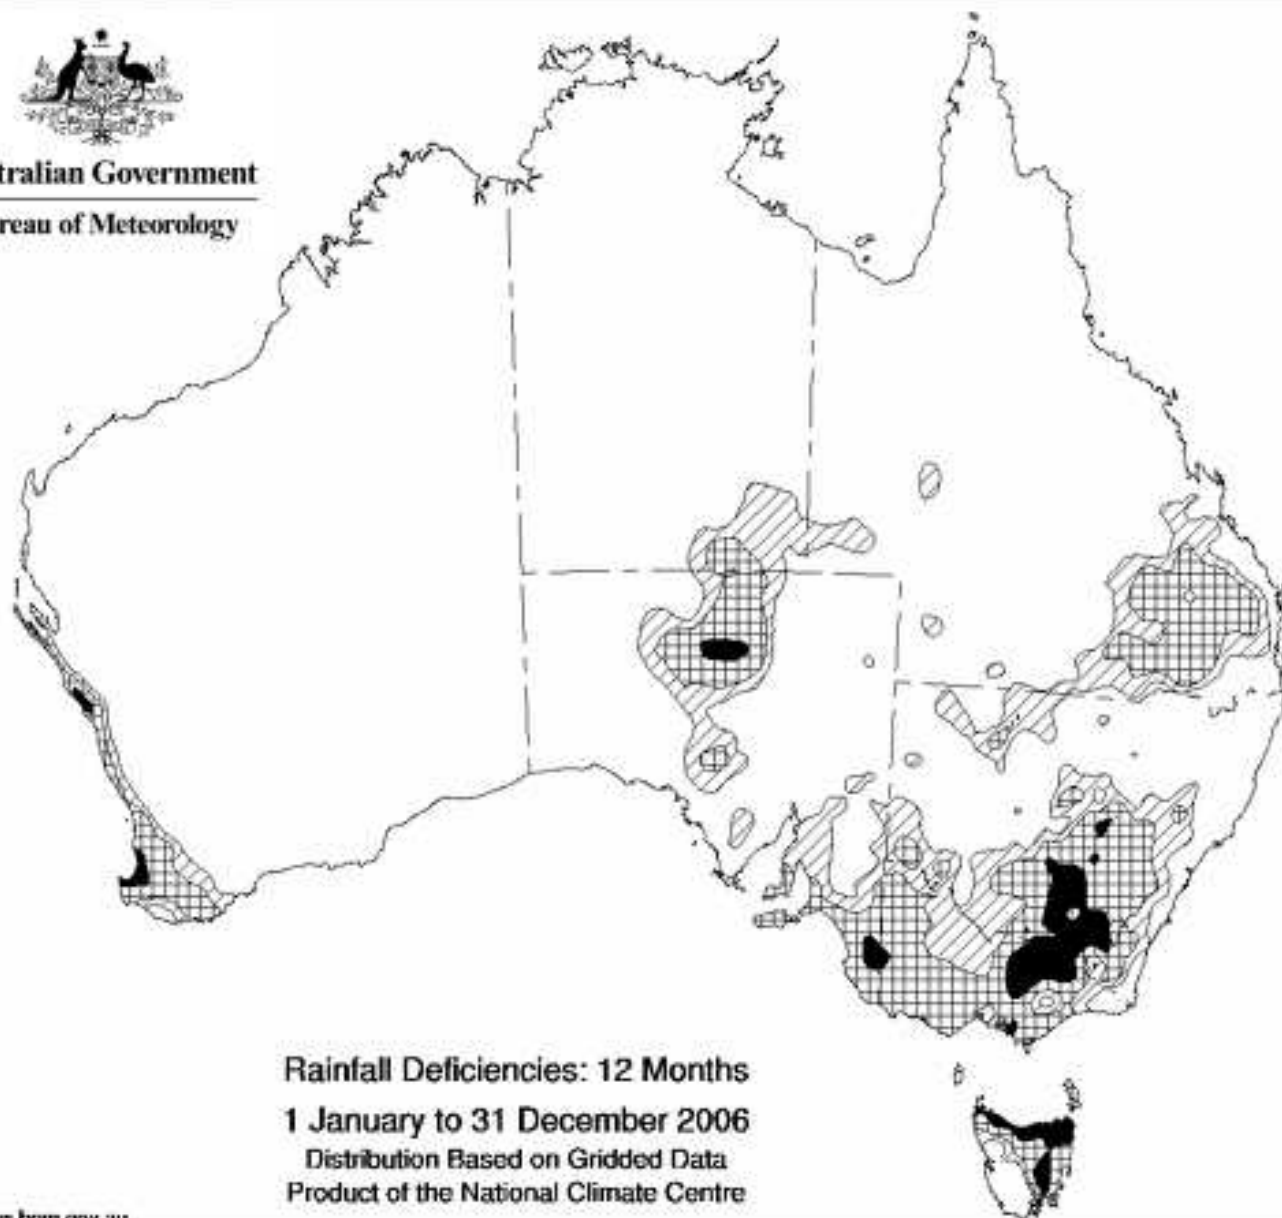 tralian Government
reau of Meteorology
Rainfall Deficiencies: 12 Months
1 January to 31 December 2006
Distribution Based on Gridded Data
Product of the National Climate Centre